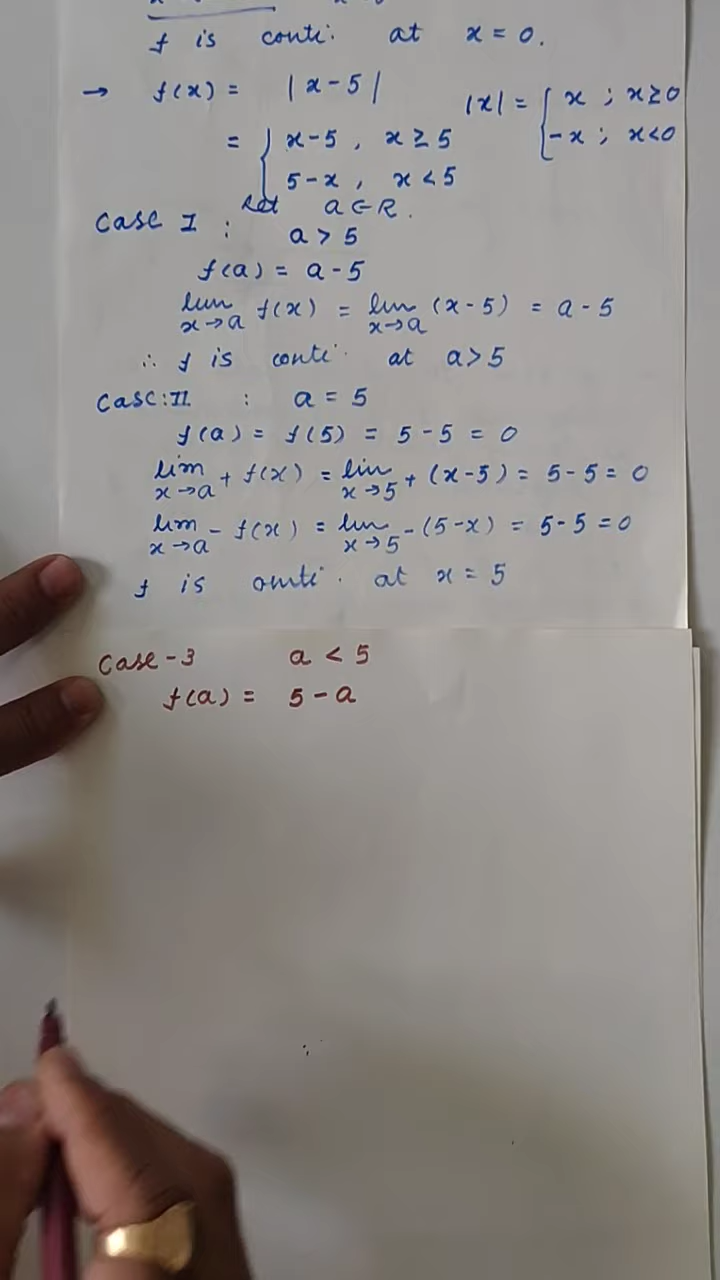 f is conti. at x = 0.
→ f(x) = |x-5| |x| = { x ; x ≥ 0
-x ; x < 0
= { x-5 , x ≥ 5
5-x , x < 5
Let a ∈ R.
Case I : a > 5
f(a) = a - 5
lim x→a f(x) = lim x→a (x-5) = a - 5
∴ f is conti. at a > 5
Case:II : a = 5
f(a) = f(5) = 5 - 5 = 0
lim x→a+ f(x) = lim x→5+ (x-5) = 5 - 5 = 0
lim x→a- f(x) = lim x→5- (5-x) = 5 - 5 = 0
f is conti. at x = 5
Case-3 a < 5
f(a) = 5 - a